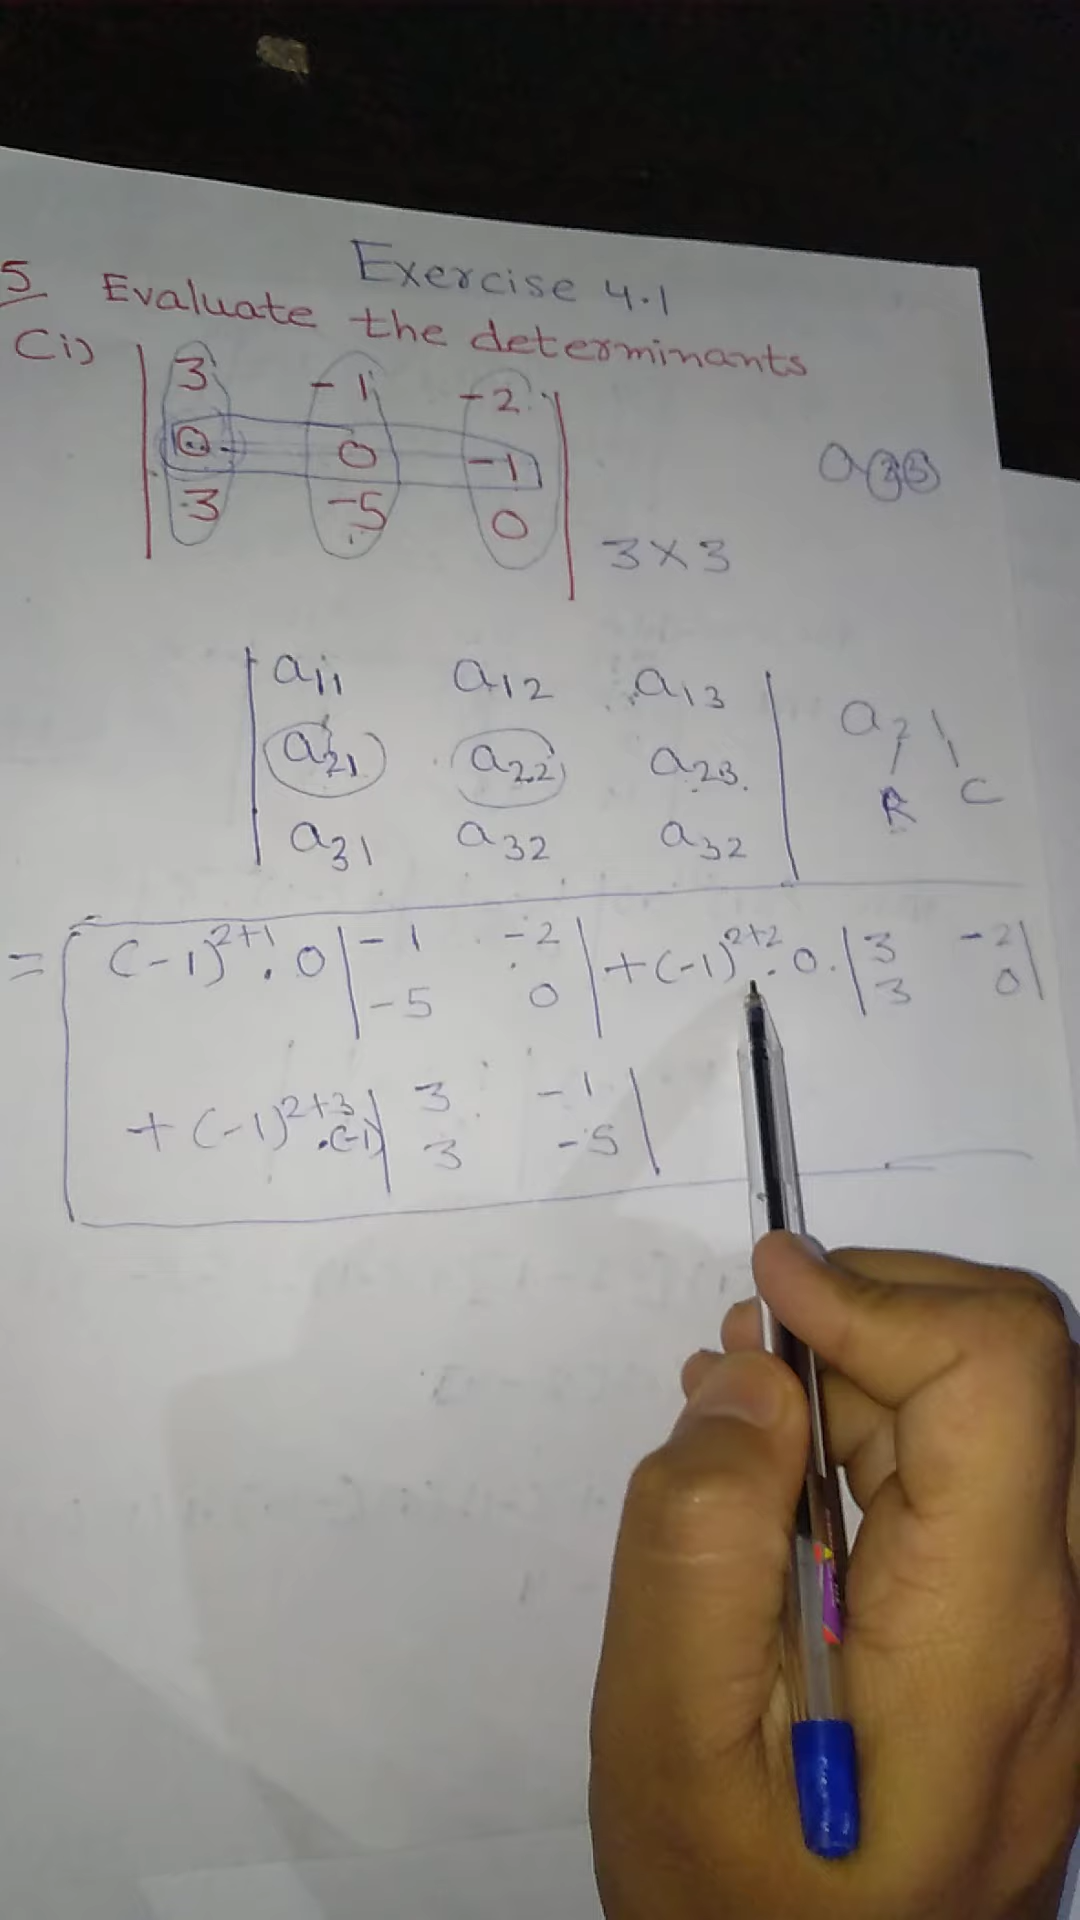 Exercise 4.1
5 Evaluate the determinants
(i) | 3 -1 -2 |
| 0 0 -1 |
| 3 -5 0 |
3×3
| a11 a12 a13 |
| a21 a22 a23 | a21
| a31 a32 a32 | R C
= (-1)^2+1 . 0 | -1 -2 | + (-1)^2+2 . 0 . | 3 -2 |
| -5 0 | | 3 0 |
+ (-1)^2+3 .(-1) | 3 -1 |
| 3 -5 |